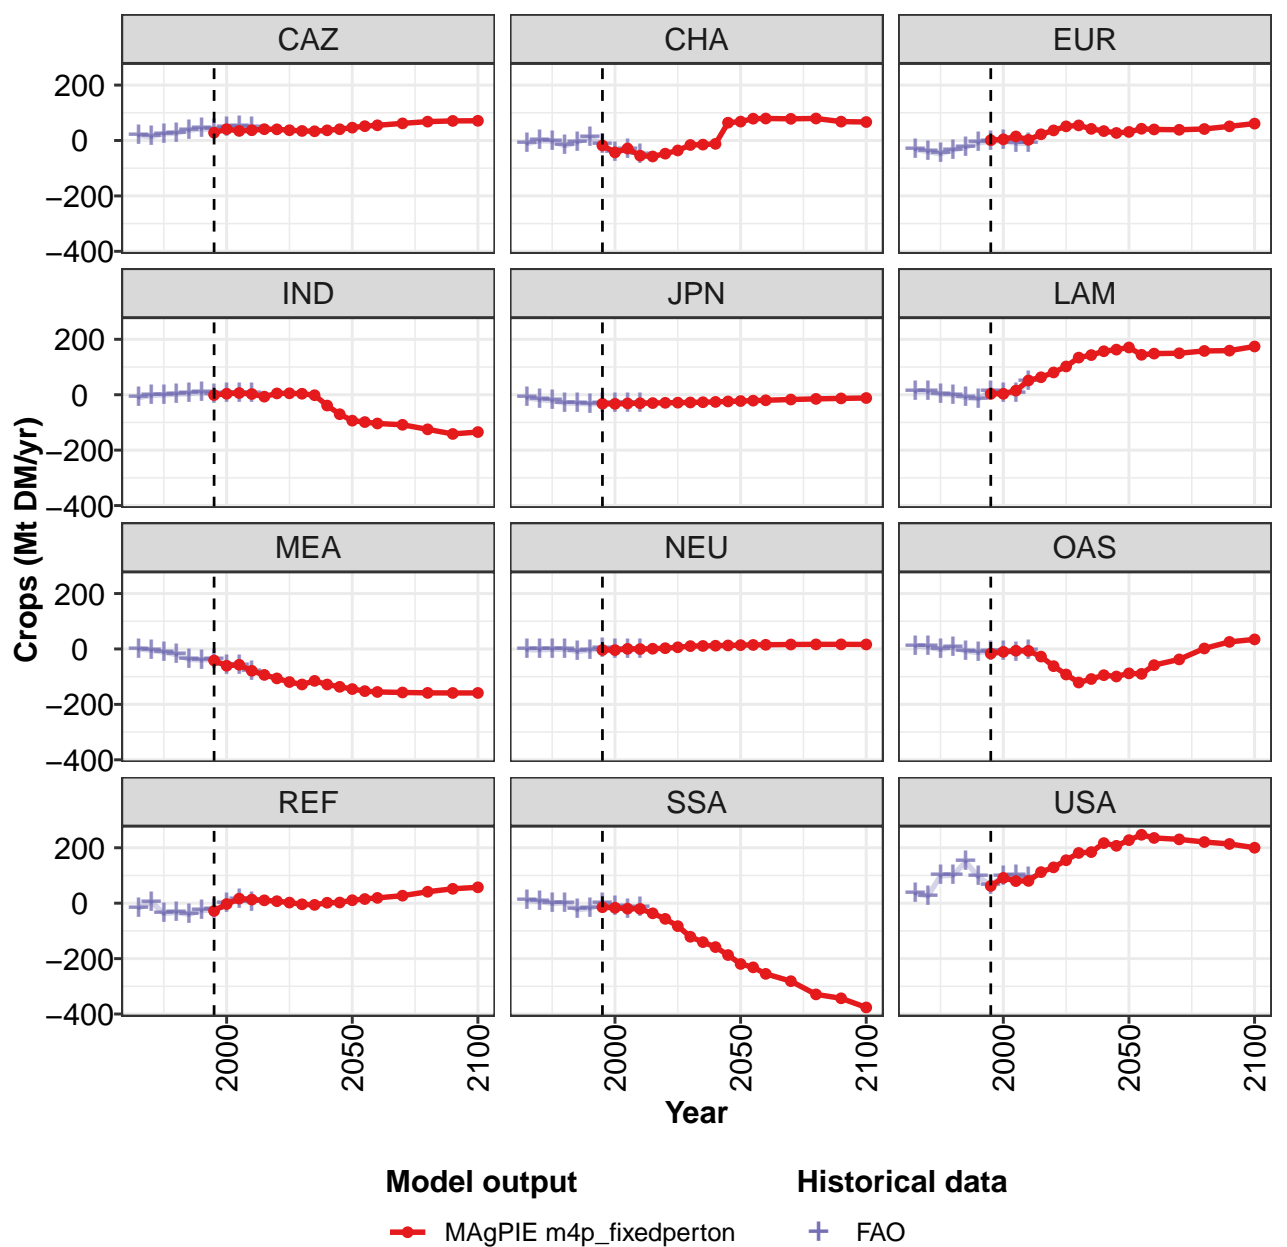 CAZ CHA EUR
200
0
−200
−400
IND JPN LAM
200
0
−200
−400
MEA NEU OAS
200
0
−200
−400
REF SSA USA
200
0
−200
−400
2000 2050 2100 2000 2050 2100 2000 2050 2100
Crops (Mt DM/yr)
Year
Model output Historical data
MAgPIE m4p_fixedperton FAO